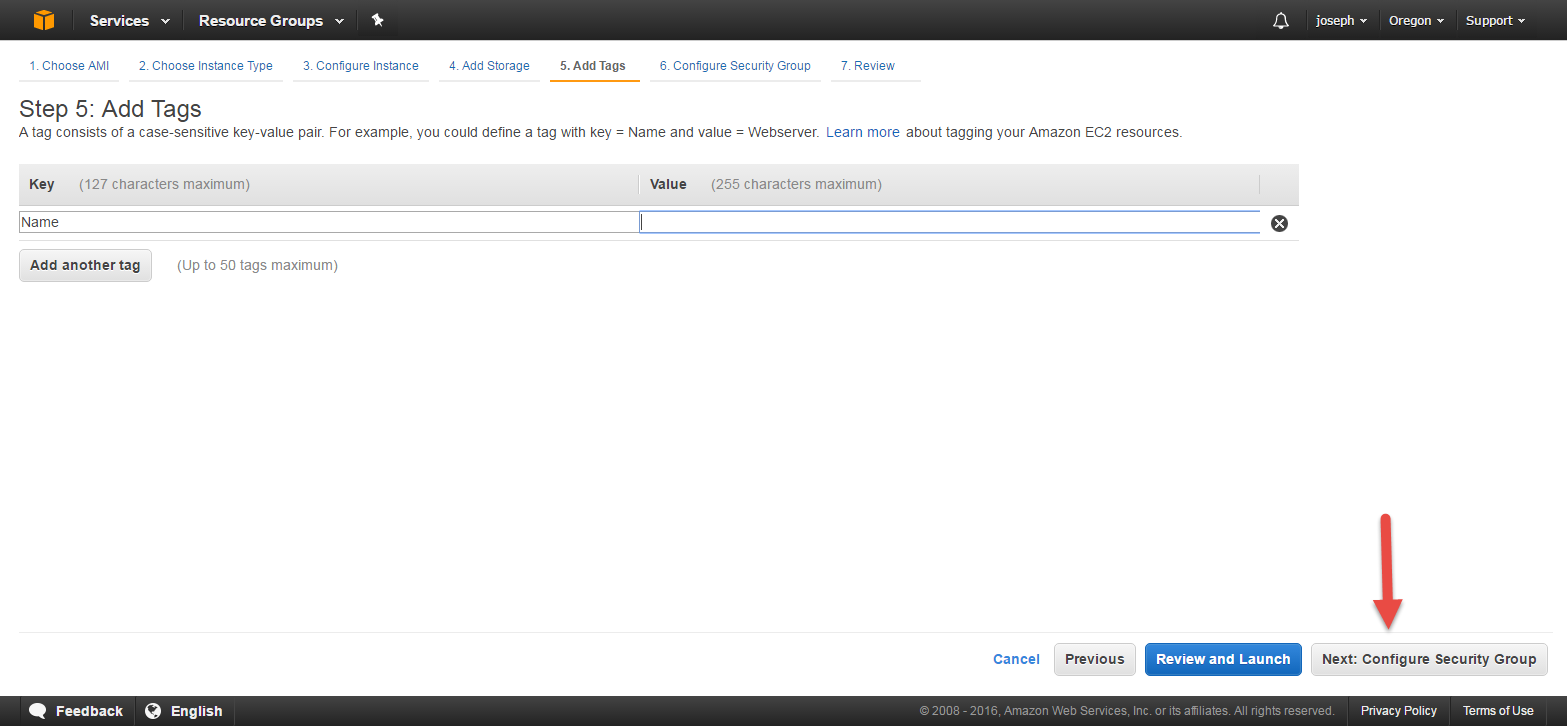 Services Resource Groups joseph Oregon Support
1. Choose AMI 2. Choose Instance Type 3. Configure Instance 4. Add Storage 5. Add Tags 6. Configure Security Group 7. Review
Step 5: Add Tags
A tag consists of a case-sensitive key-value pair. For example, you could define a tag with key = Name and value = Webserver. Learn more about tagging your Amazon EC2 resources.
Key (127 characters maximum) Value (255 characters maximum)
Name
Add another tag (Up to 50 tags maximum)
Cancel Previous Review and Launch Next: Configure Security Group
Feedback English © 2008 - 2016, Amazon Web Services, Inc. or its affiliates. All rights reserved. Privacy Policy Terms of Use